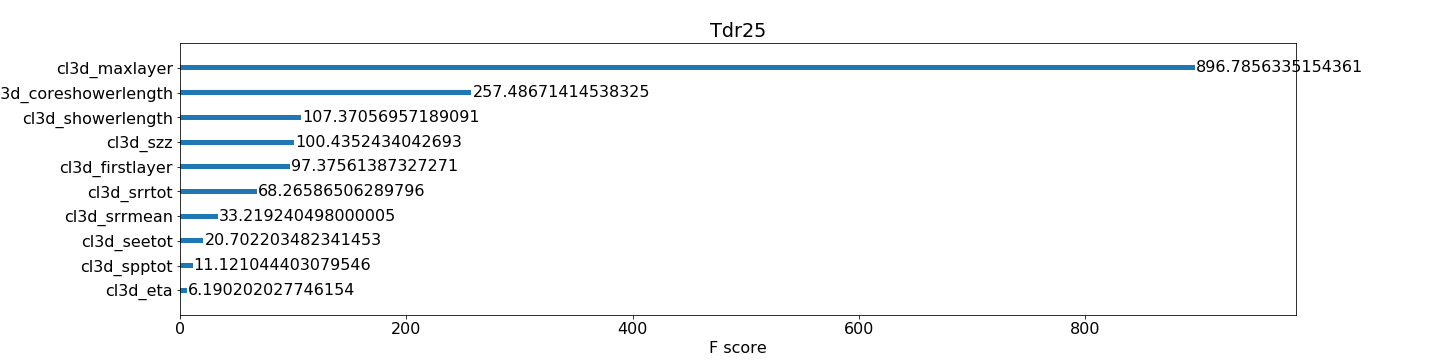 Tdr25
cl3d_maxlayer 896.7856335154361
3d_coreshowerlength 257.48671414538325
cl3d_showerlength 107.37056957189091
cl3d_szz 100.4352434042693
cl3d_firstlayer 97.37561387327271
cl3d_srrtot 68.26586506289796
cl3d_srrmean 33.219240498000005
cl3d_seetot 20.702203482341453
cl3d_spptot 11.121044403079546
cl3d_eta 6.190202027746154
0 200 400 600 800
F score